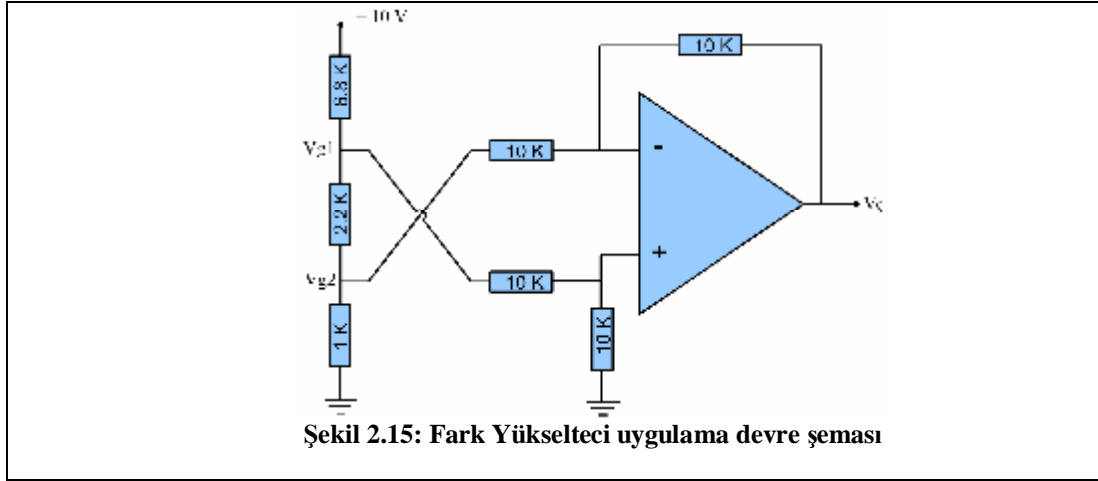 10 V
10 K
6.8 K
Vg1
10 K
-
2.2 K
Vç
+
Vg2
10 K
1 K
10 K
Şekil 2.15: Fark Yükselteci uygulama devre şeması